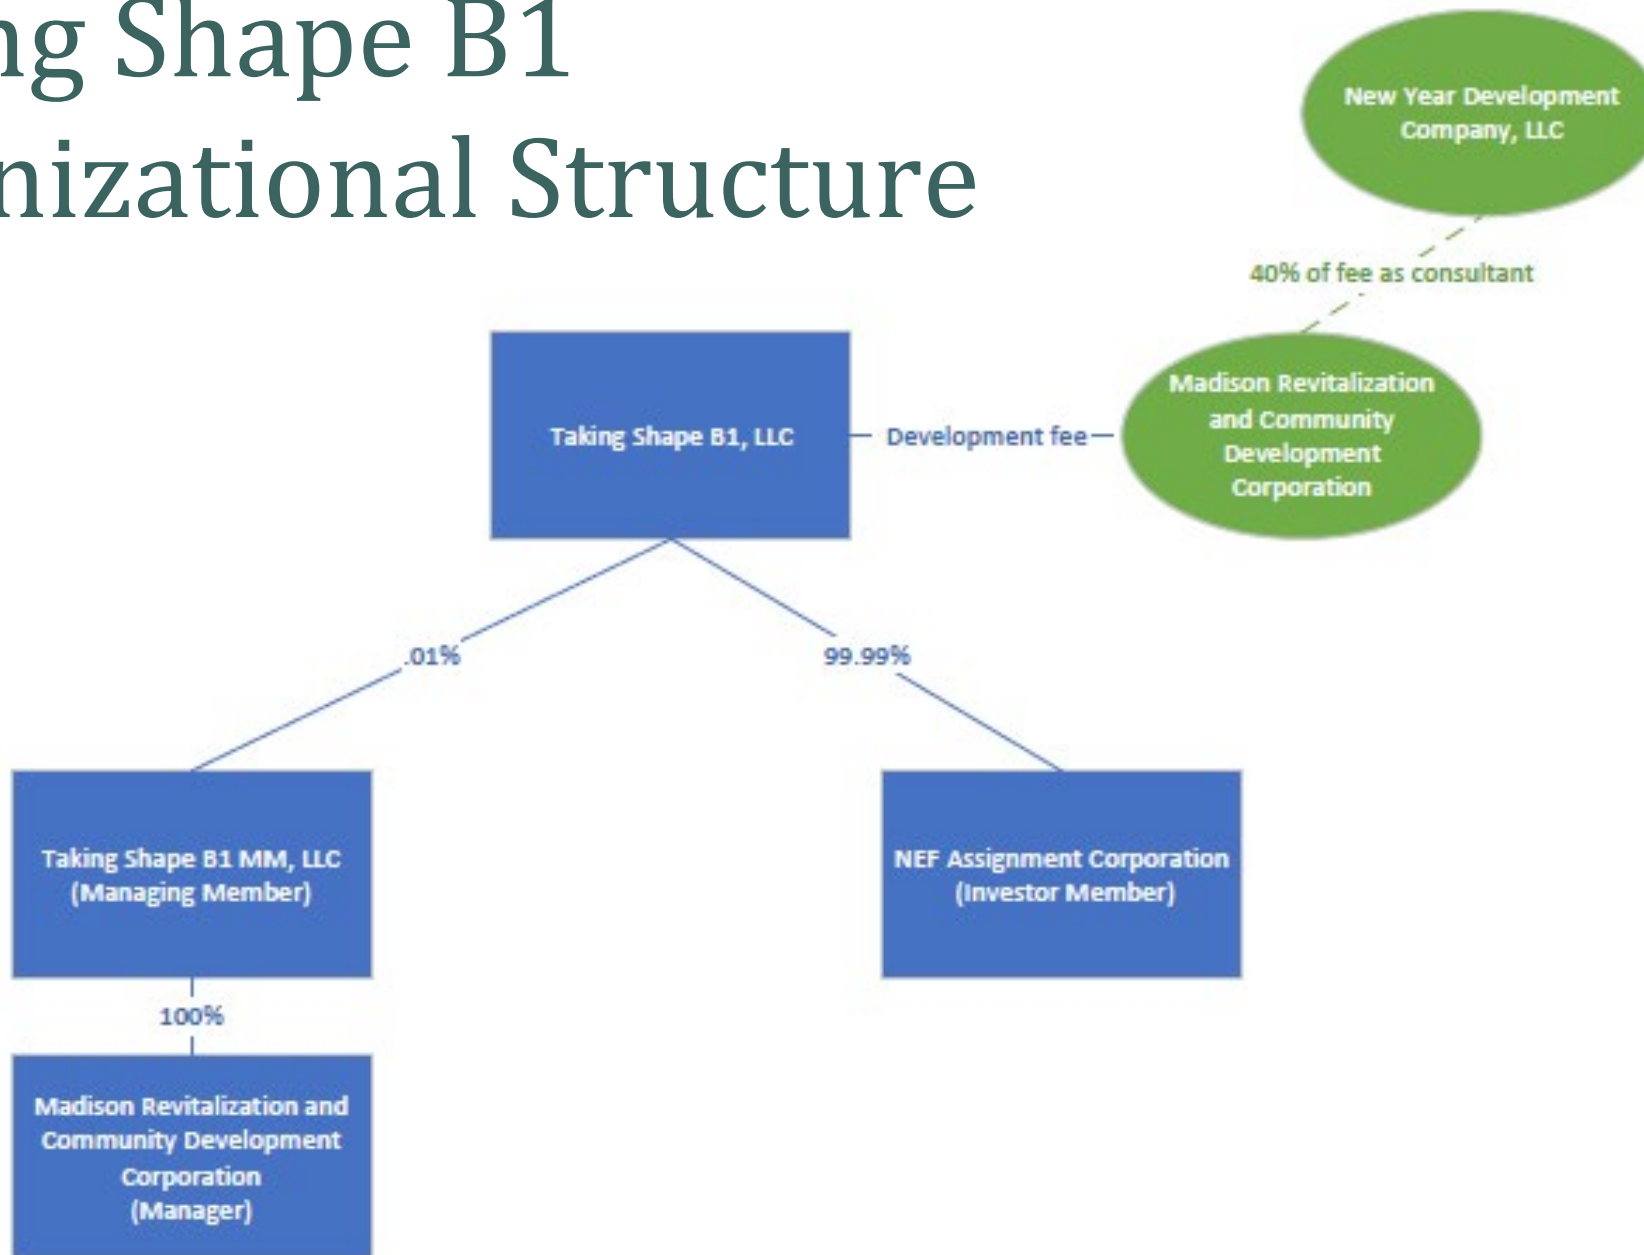 ng Shape B1
nizational Structure
New Year Development
Company, LLC
40% of fee as consultant
Taking Shape B1, LLC
Development fee
Madison Revitalization
and Community
Development
Corporation
.01%
99.99%
Taking Shape B1 MM, LLC
(Managing Member)
NEF Assignment Corporation
(Investor Member)
100%
Madison Revitalization and
Community Development
Corporation
(Manager)